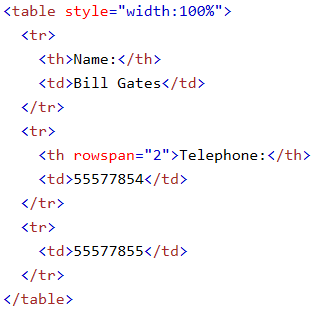 <table style="width:100%">
  <tr>
    <th>Name:</th>
    <td>Bill Gates</td>
  </tr>
  <tr>
    <th rowspan="2">Telephone:</th>
    <td>55577854</td>
  </tr>
  <tr>
    <td>55577855</td>
  </tr>
</table>